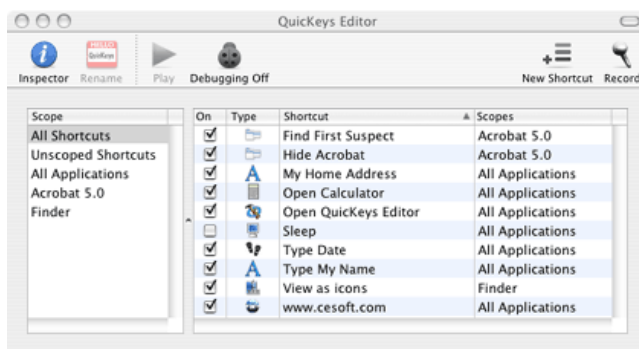 QuicKeys Editor
HELLO
QuicKeys
Inspector Rename Play Debugging Off New Shortcut Record
Scope
All Shortcuts
Unscoped Shortcuts
All Applications
Acrobat 5.0
Finder
On Type Shortcut Scopes
Find First Suspect Acrobat 5.0
Hide Acrobat Acrobat 5.0
My Home Address All Applications
Open Calculator All Applications
Open QuicKeys Editor All Applications
Sleep All Applications
Type Date All Applications
Type My Name All Applications
View as icons Finder
www.cesoft.com All Applications